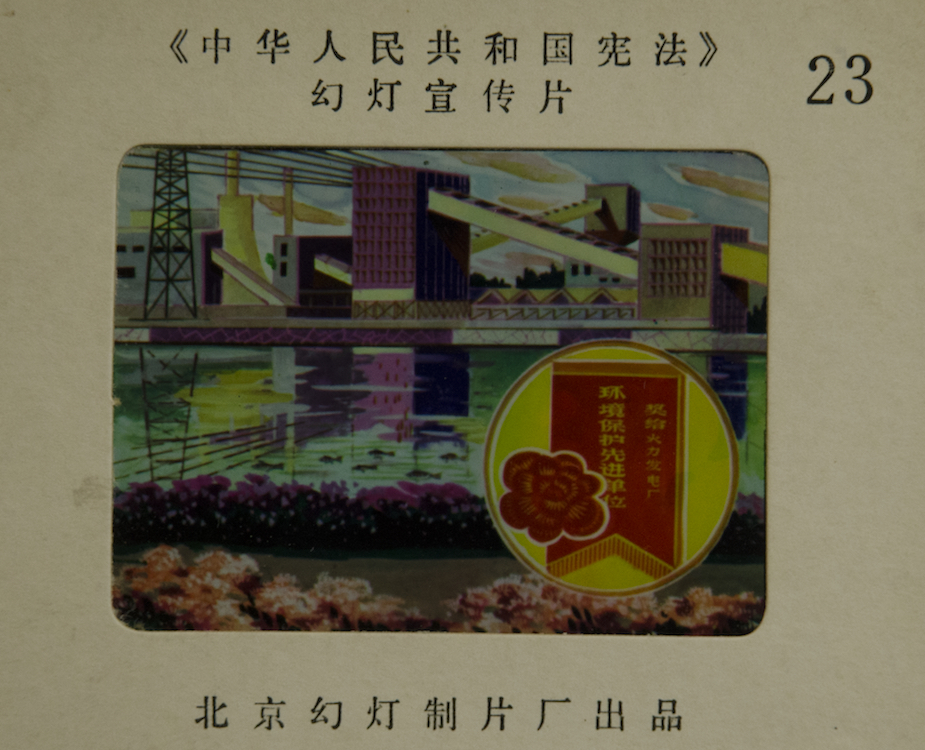 《中华人民共和国宪法》
幻灯宣传片
23
奖给火力发电厂
环境保护先进单位
北京幻灯制片厂出品